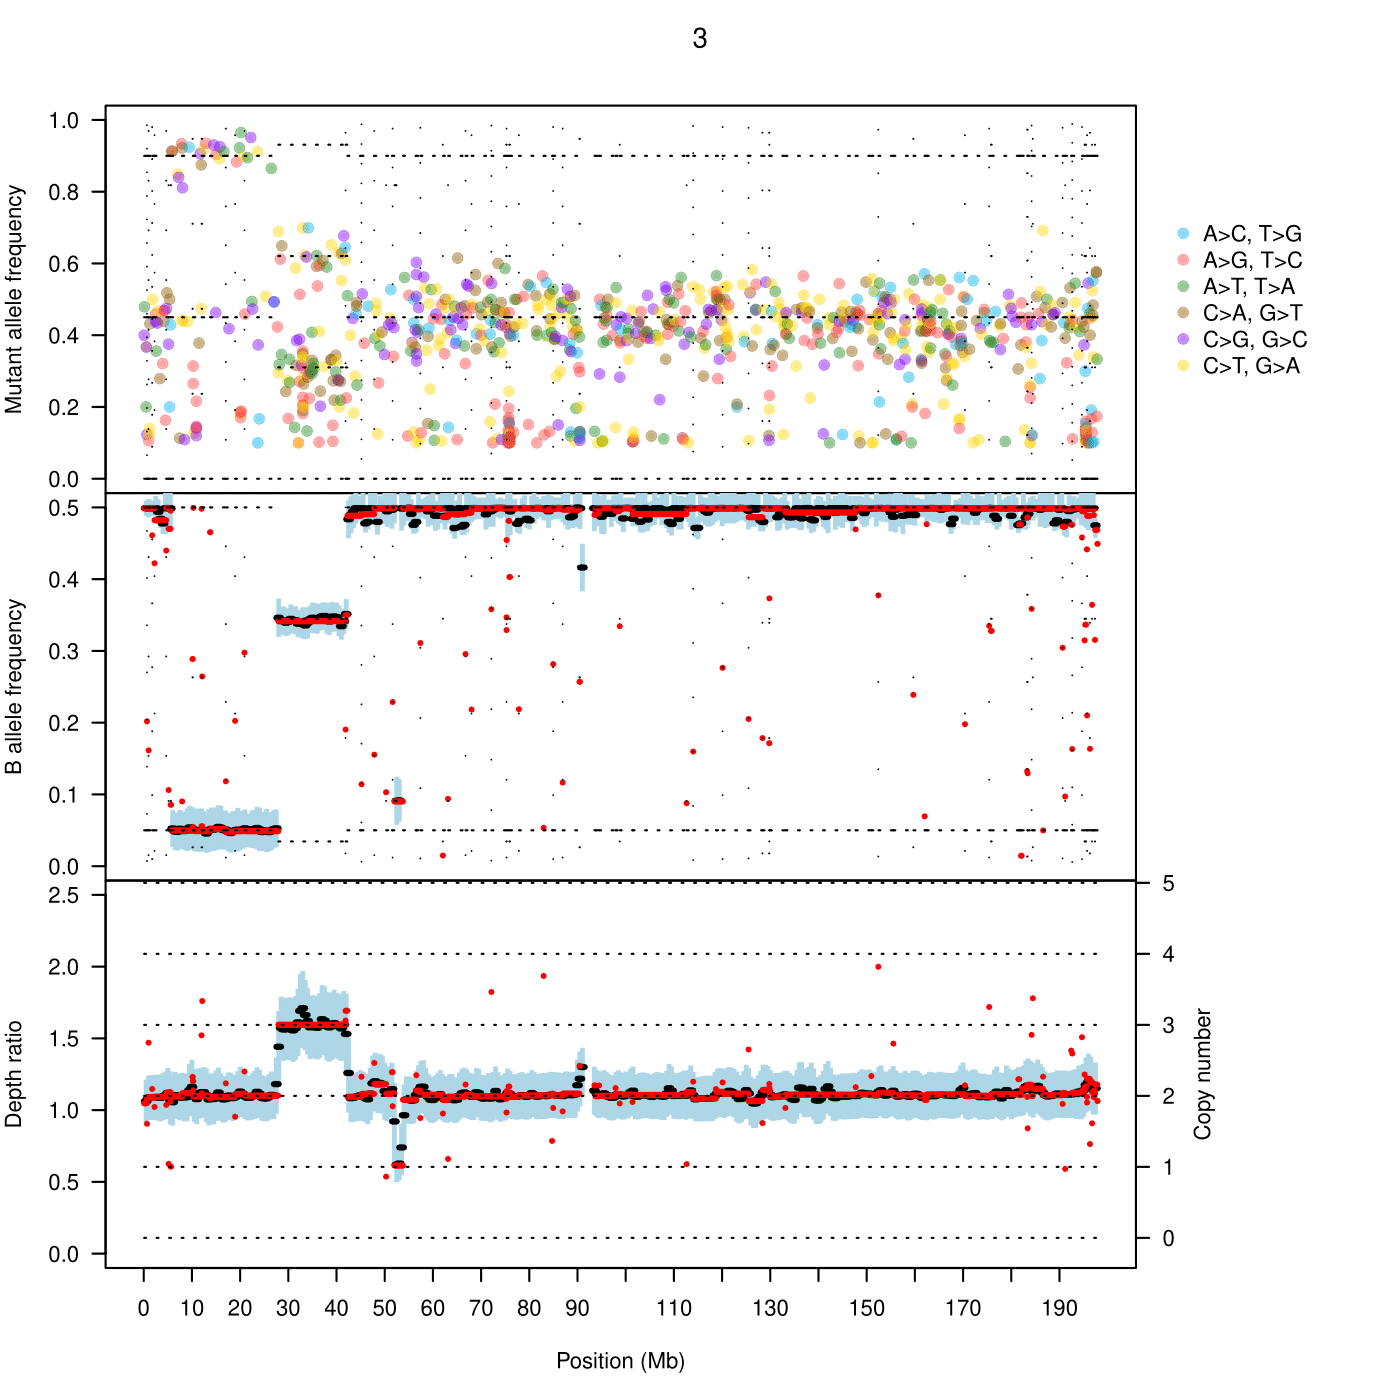 3
Mutant allele frequency
1.0
0.8
0.6
0.4
0.2
0.0
A>C, T>G
A>G, T>C
A>T, T>A
C>A, G>T
C>G, G>C
C>T, G>A
B allele frequency
0.5
0.4
0.3
0.2
0.1
0.0
Depth ratio
2.5
2.0
1.5
1.0
0.5
0.0
5
4
3
2
1
0
Copy number
0 10 20 30 40 50 60 70 80 90 110 130 150 170 190
Position (Mb)